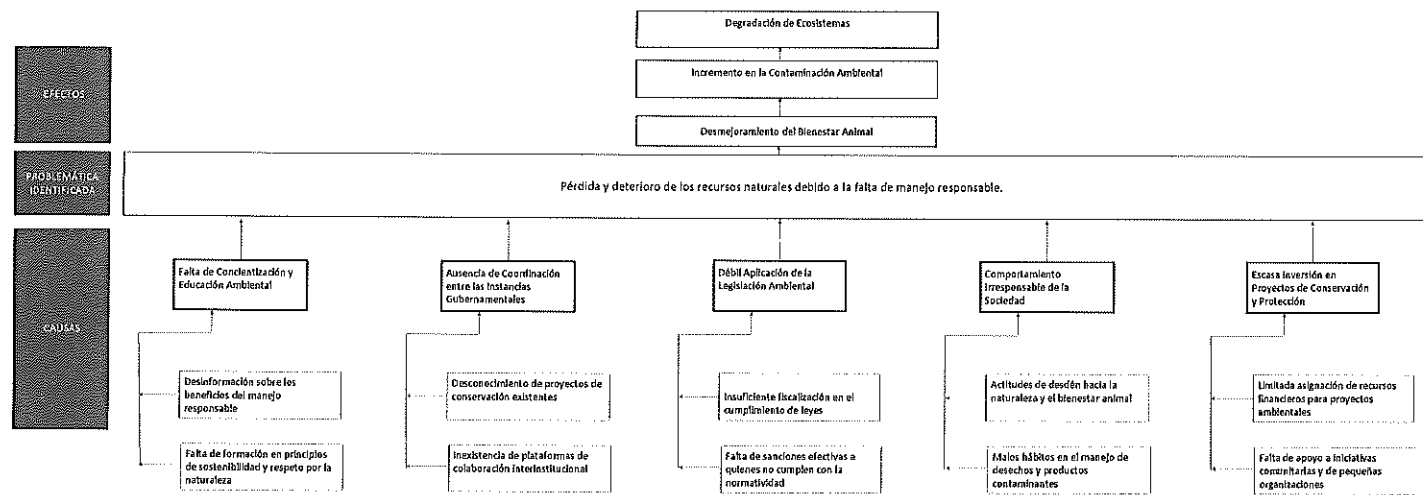 Degradación de Ecosistemas
Incremento en la Contaminación Ambiental
EFECTOS
Desmejoramiento del Bienestar Animal
PROBLEMÁTICA
IDENTIFICADA
Pérdida y deterioro de los recursos naturales debido a la falta de manejo responsable.
CAUSAS
Falta de Concientización y
Educación Ambiental
Ausencia de Coordinación
entre las Instancias
Gubernamentales
Débil Aplicación de la
Legislación Ambiental
Comportamiento
Irresponsable de la
Sociedad
Escasa Inversión en
Proyectos de Conservación
y Protección
Desinformación sobre los
beneficios del manejo
responsable
Desconocimiento de proyectos de
conservación existentes
Insuficiente fiscalización en el
cumplimiento de leyes
Actitudes de desdén hacia la
naturaleza y el bienestar animal
Limitada asignación de recursos
financieros para proyectos
ambientales
Falta de formación en principios
de sostenibilidad y respeto por la
naturaleza
Inexistencia de plataformas de
colaboración interinstitucional
Falta de sanciones efectivas a
quienes no cumplen con la
normatividad
Malos hábitos en el manejo de
desechos y productos
contaminantes
Falta de apoyo a iniciativas
comunitarias y de pequeñas
organizaciones